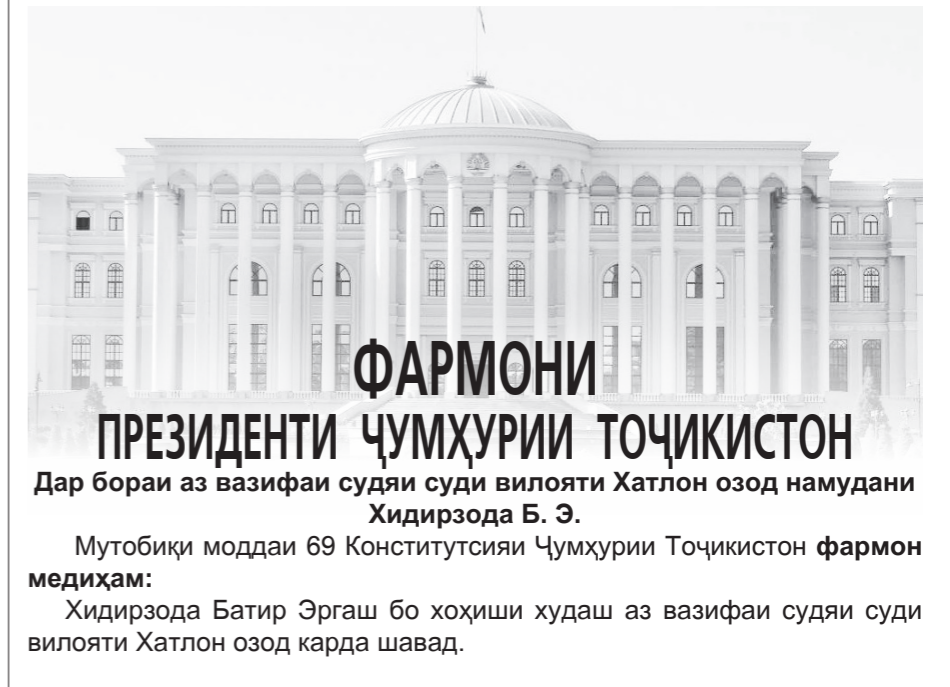 ФАРМОНИ
ПРЕЗИДЕНТИ ҶУМҲУРИИ ТОҶИКИСТОН
Дар бораи аз вазифаи судяи суди вилояти Хатлон озод намудани
Хидирзода Б. Э.
Мутобиқи моддаи 69 Конститутсияи Ҷумҳурии Тоҷикистон фармон
медиҳам:
Хидирзода Батир Эргаш бо хоҳиши худаш аз вазифаи судяи суди
вилояти Хатлон озод карда шавад.